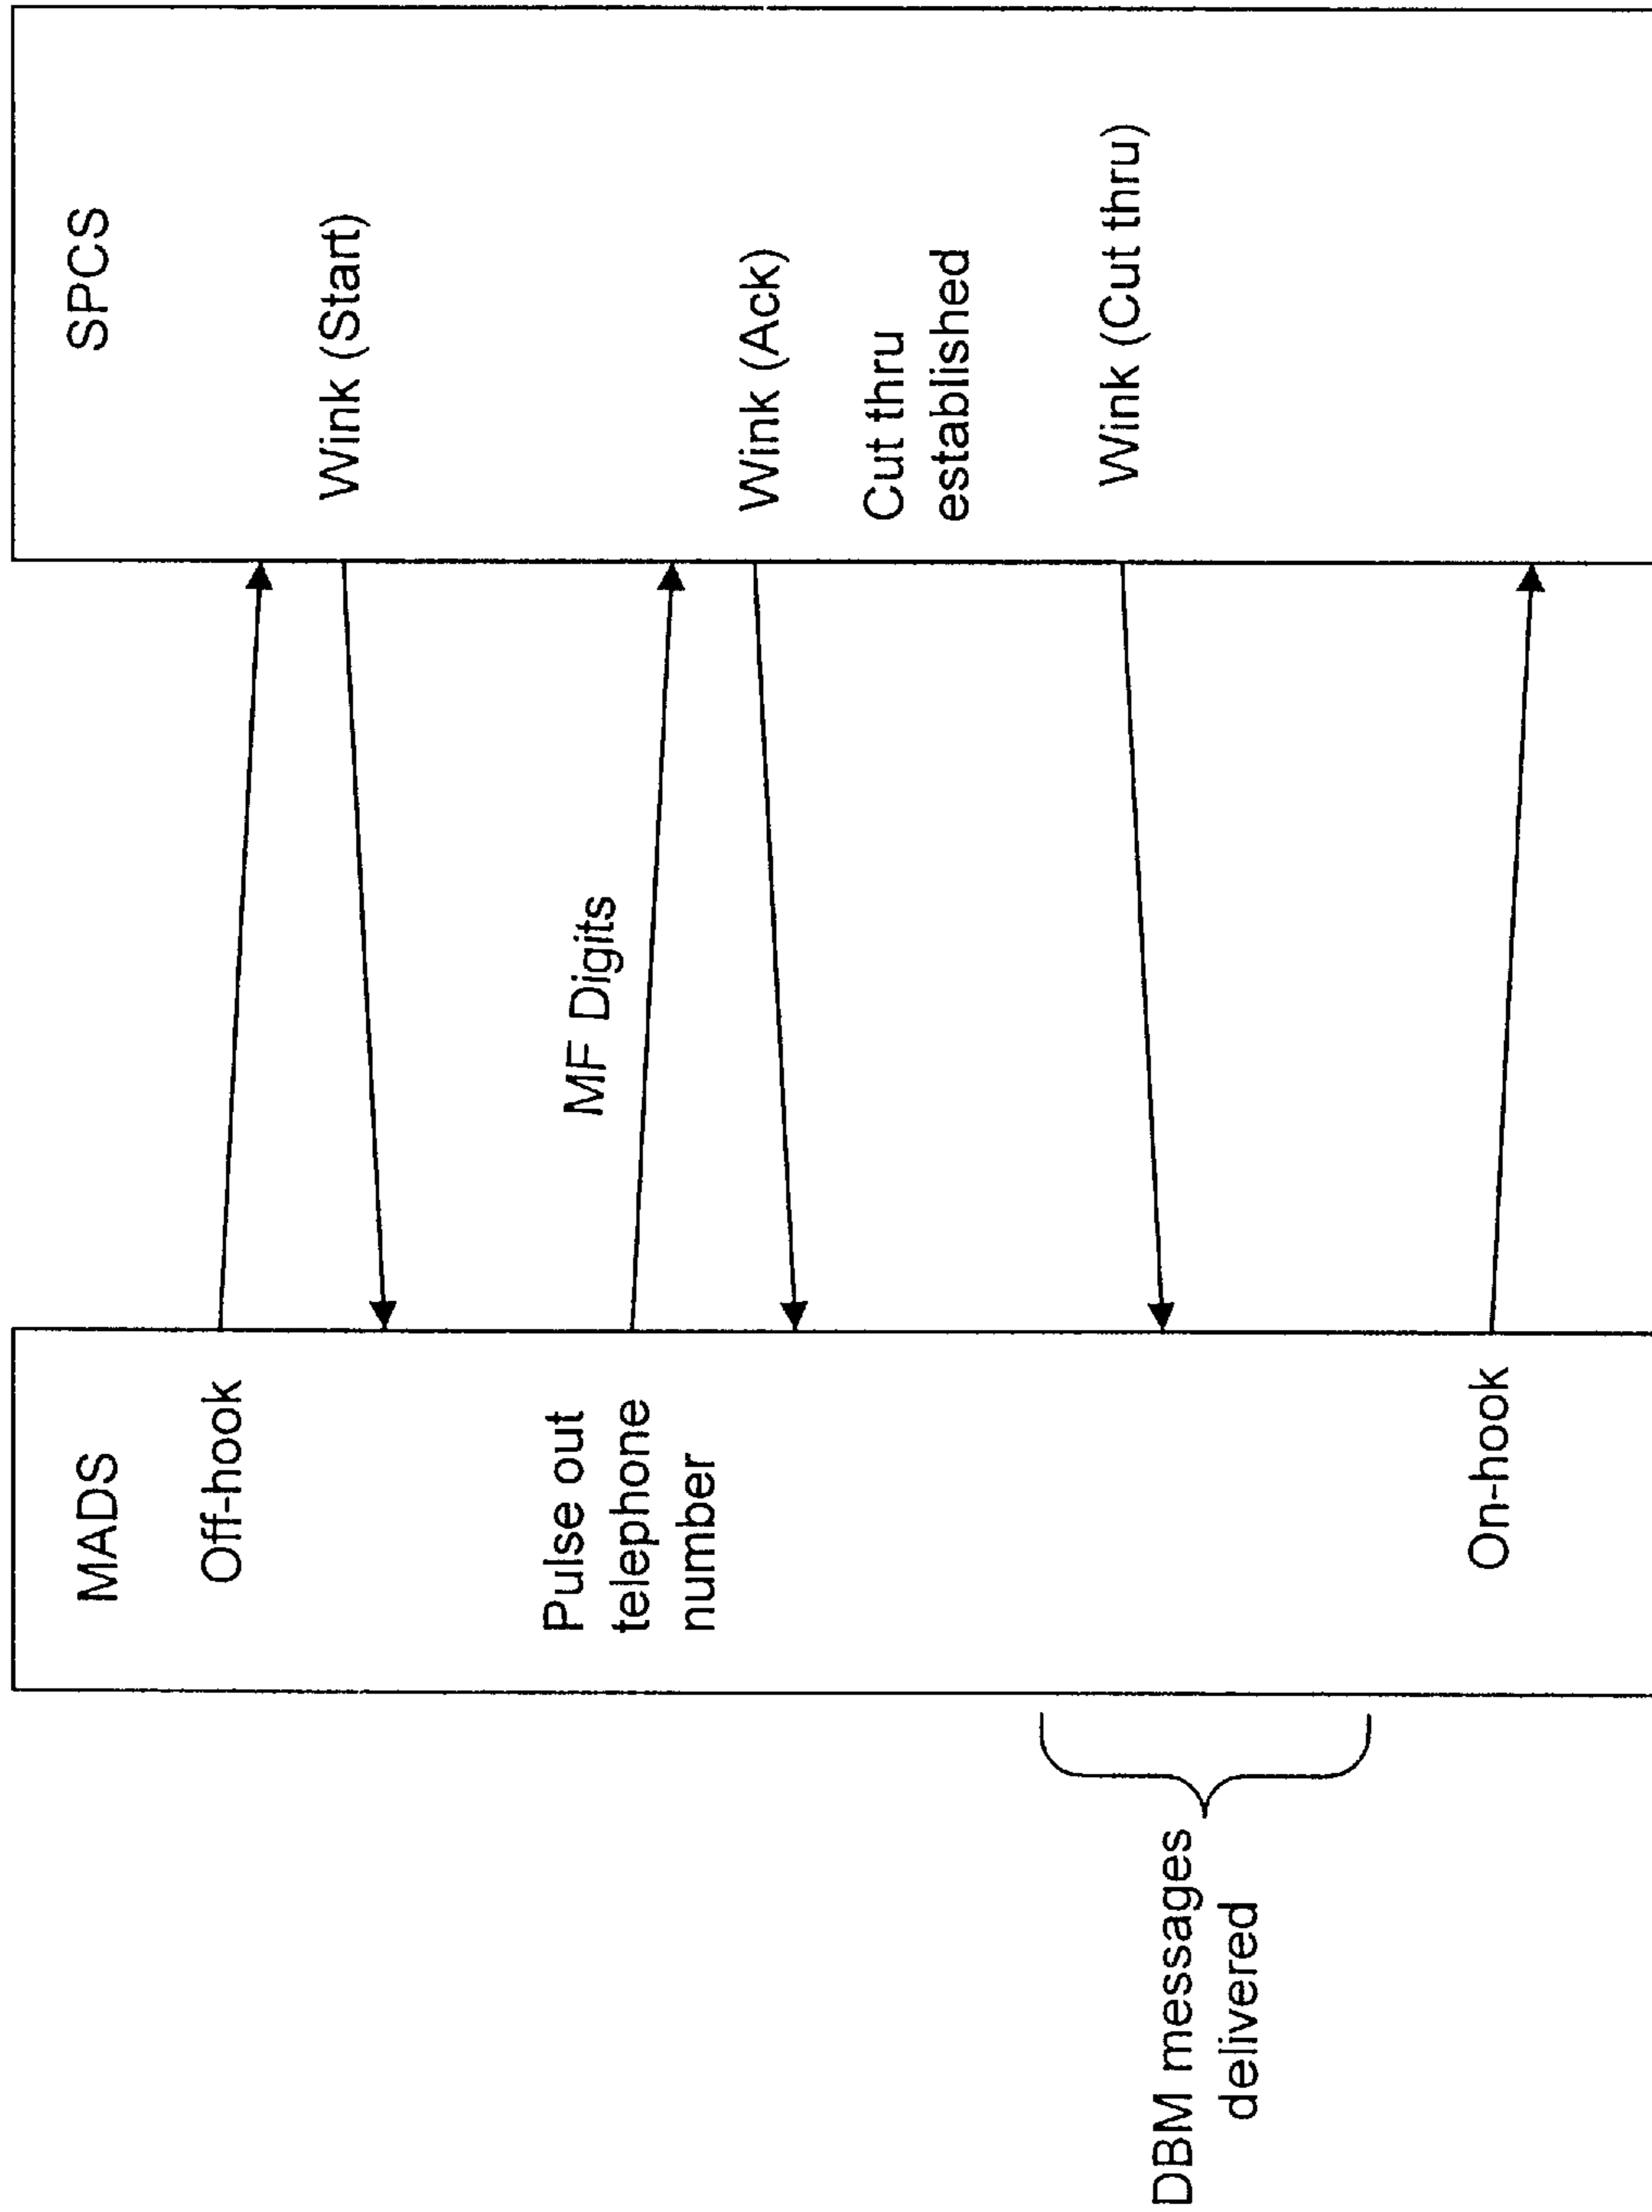 MADS
SPCS
Off-hook
Wink (Start)
Pulse out
telephone
number
MF Digits
Wink (Ack)
Cut thru
established
Wink (Cut thru)
DBM messages
delivered
On-hook